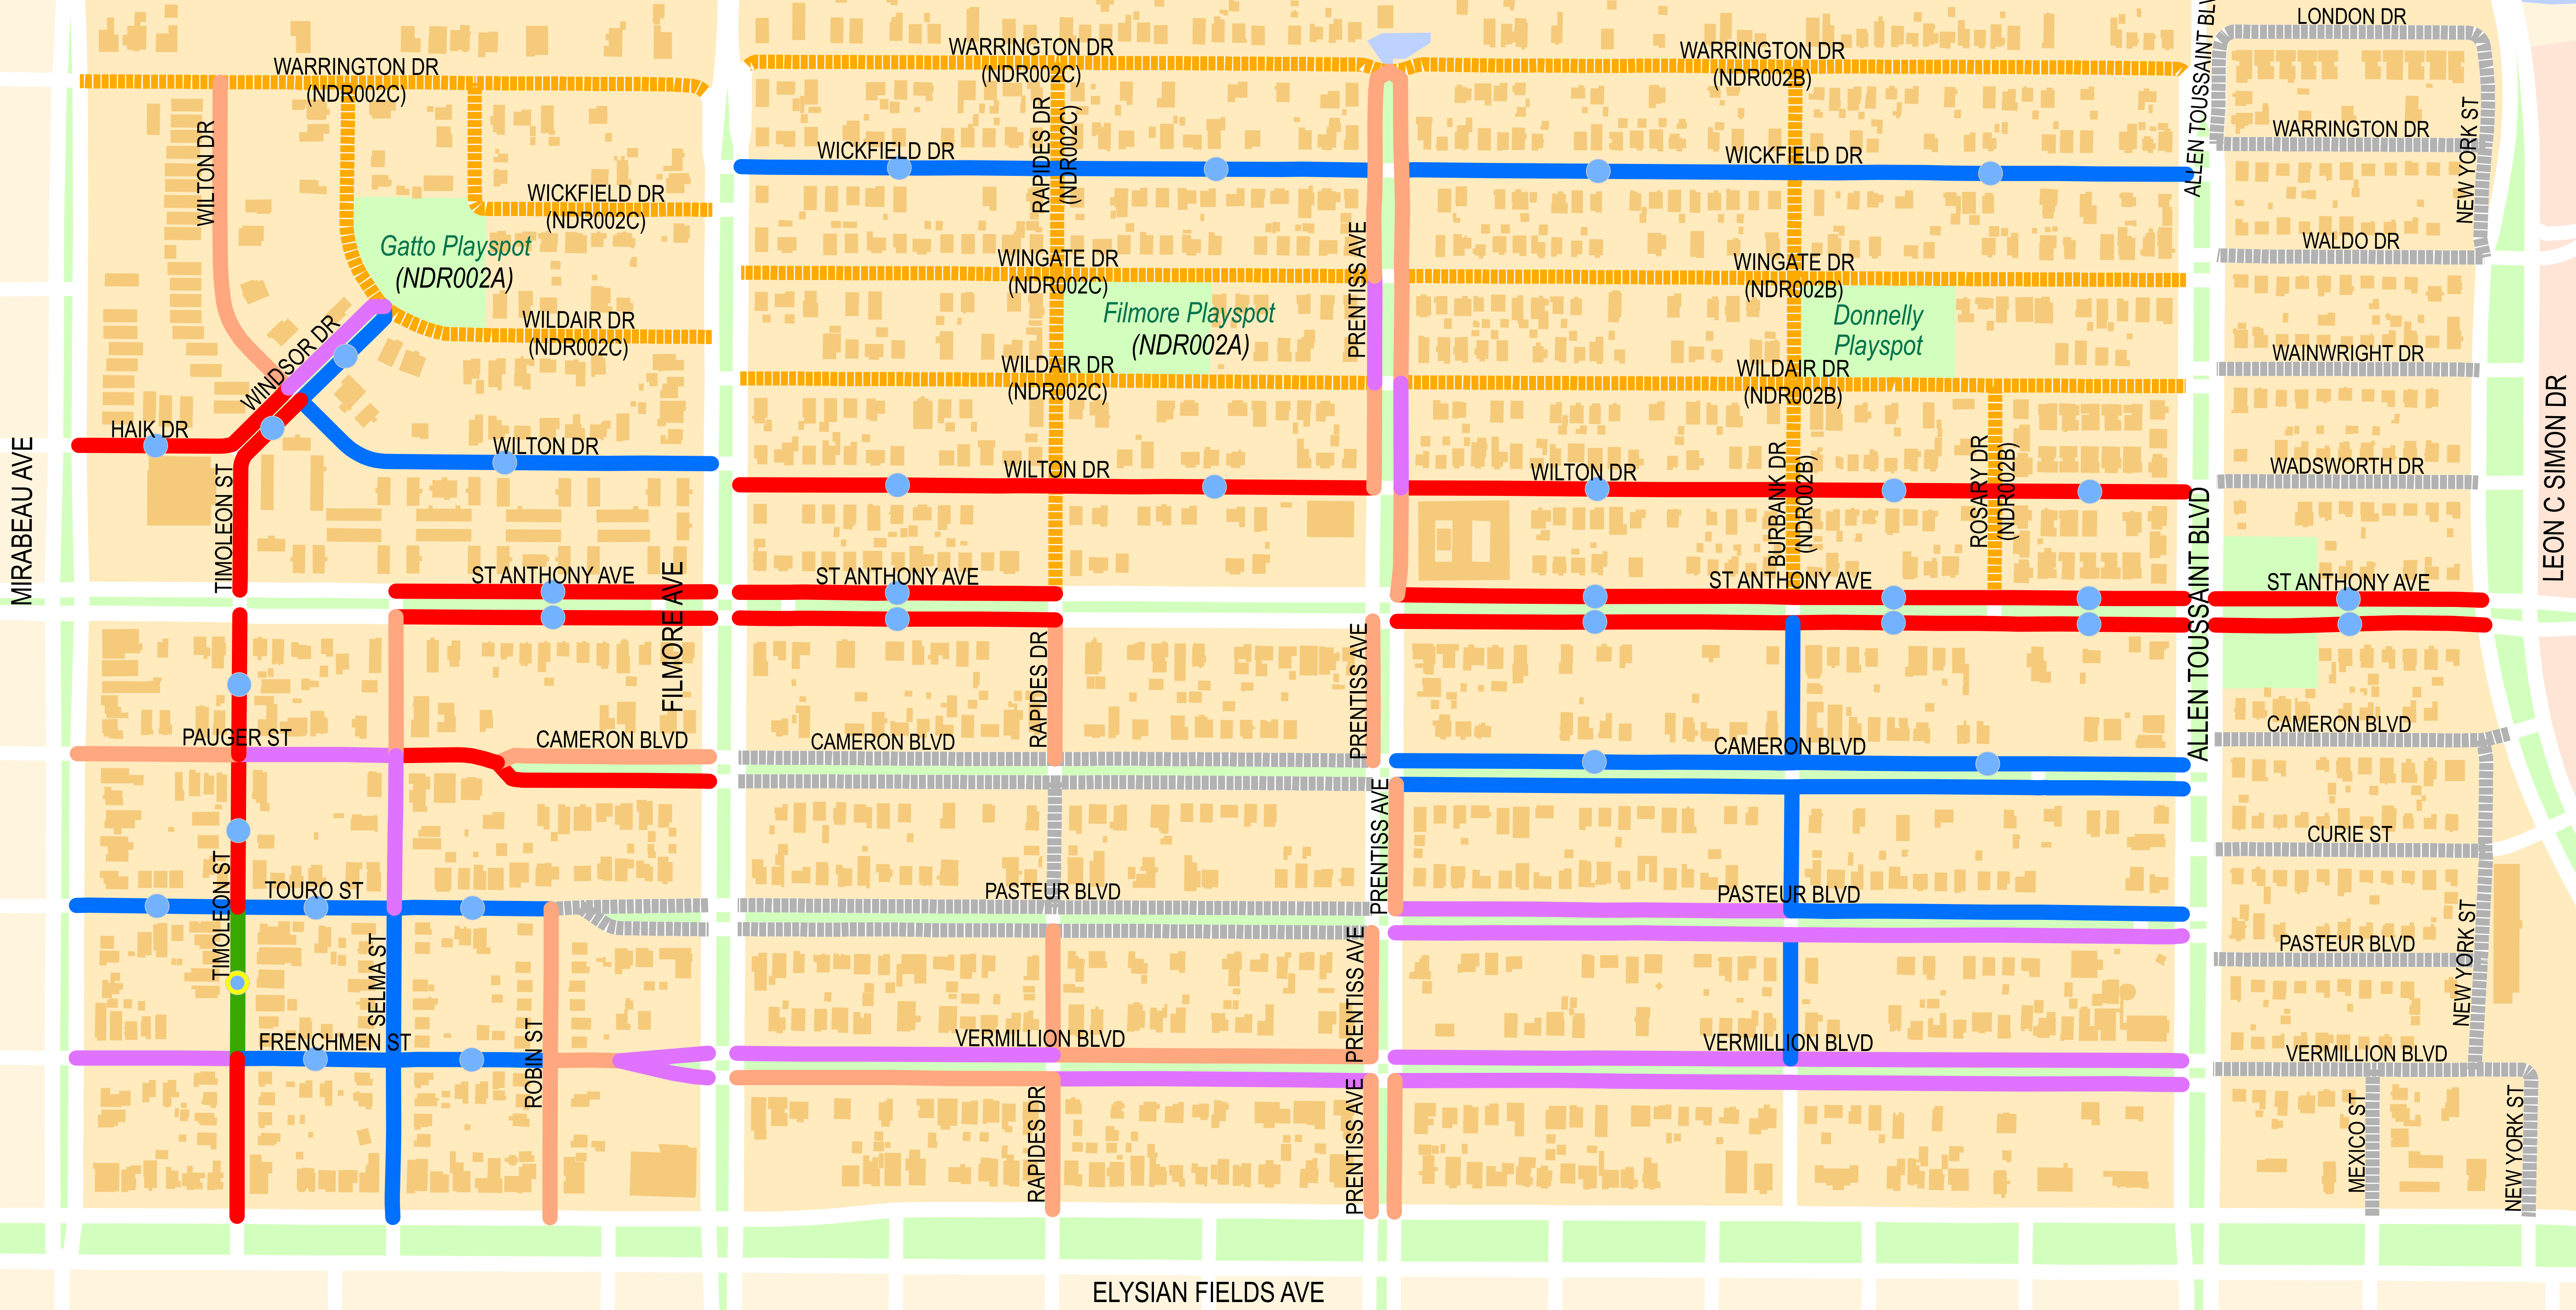 LONDON DR
WARRINGTON DR
(NDR002C)
WARRINGTON DR
(NDR002C)
WARRINGTON DR
(NDR002B)
ALLEN TOUSSAINT BLV
WARRINGTON DR
NEW YORK ST
WILTON DR
RAPIDES DR
(NDR002C)
WICKFIELD DR
WICKFIELD DR
WICKFIELD DR
(NDR002C)
Gatto Playspot
(NDR002A)
WALDO DR
WINGATE DR
(NDR002C)
WINGATE DR
(NDR002B)
PRENTISS AVE
Filmore Playspot
(NDR002A)
Donnelly
Playspot
WINDSOR DR
WILDAIR DR
(NDR002C)
WILDAIR DR
(NDR002C)
WILDAIR DR
(NDR002B)
WAINWRIGHT DR
MIRABEAU AVE
HAIK DR
WILTON DR
WILTON DR
WILTON DR
BURBANK DR
(NDR002B)
ROSARY DR
(NDR002B)
WADSWORTH DR
LEON C SIMON DR
TIMOLEON ST
ST ANTHONY AVE
FILMORE AVE
ST ANTHONY AVE
ST ANTHONY AVE
ALLEN TOUSSAINT BLVD
ST ANTHONY AVE
RAPIDES DR
PRENTISS AVE
PAUGER ST
CAMERON BLVD
CAMERON BLVD
CAMERON BLVD
CAMERON BLVD
PRENTISS AVE
CURIE ST
TIMOLEON ST
TOURO ST
PASTEUR BLVD
PASTEUR BLVD
PASTEUR BLVD
NEW YORK ST
SELMA ST
PRENTISS AVE
FRENCHMEN ST
ROBIN ST
VERMILLION BLVD
VERMILLION BLVD
VERMILLION BLVD
RAPIDES DR
PRENTISS AVE
MEXICO ST
NEW YORK ST
ELYSIAN FIELDS AVE